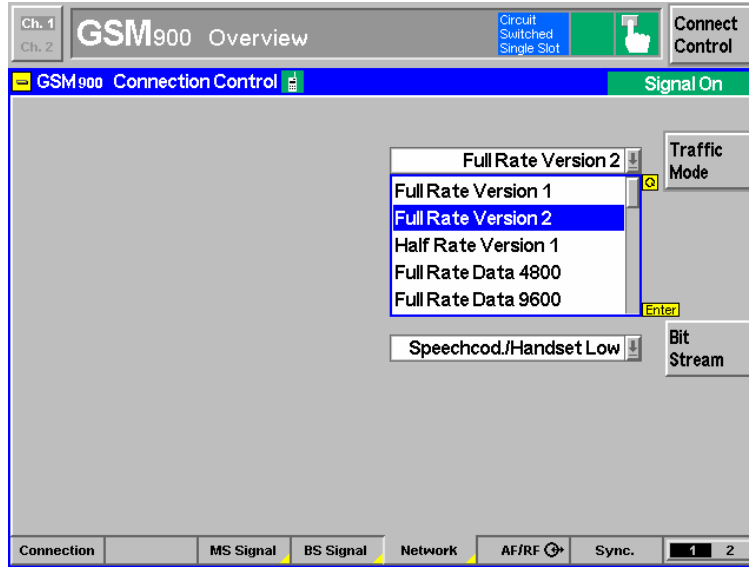 Ch. 1
Ch. 2
GSM900 Overview
Circuit
Switched
Single Slot
Connect
Control
GSM900 Connection Control
Signal On
Full Rate Version 2
Traffic
Mode
Full Rate Version 1
Full Rate Version 2
Half Rate Version 1
Full Rate Data 4800
Full Rate Data 9600
Enter
Speechcod./Handset Low
Bit
Stream
Connection MS Signal BS Signal Network AF/RF Sync. 1 2